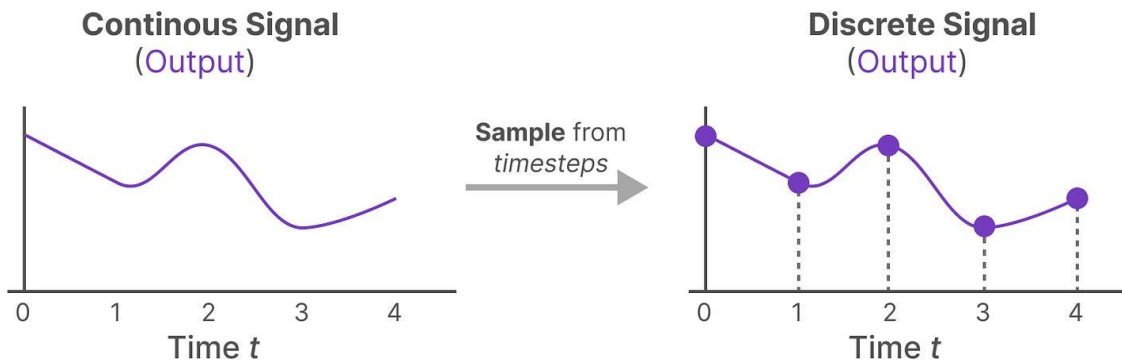 Continous Signal
(Output)
0 1 2 3 4
Time t
Sample from
timesteps
Discrete Signal
(Output)
0 1 2 3 4
Time t